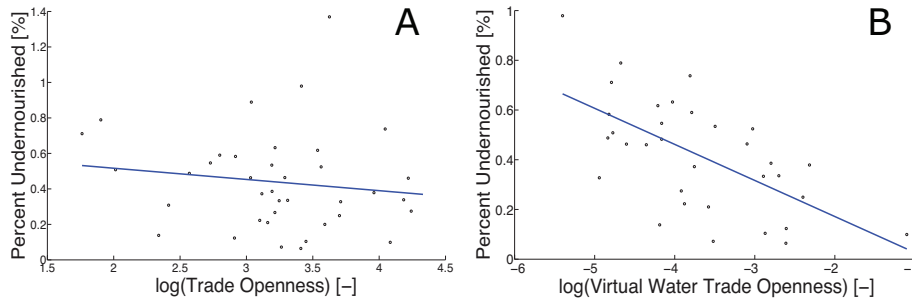 A
Percent Undernourished [%]
1.4
1.2
1
0.8
0.6
0.4
0.2
0
1.5 2 2.5 3 3.5 4 4.5
log(Trade Openness) [−]
B
Percent Undernourished [%]
1
0.8
0.6
0.4
0.2
0
−6 −5 −4 −3 −2
log(Virtual Water Trade Openness) [−]